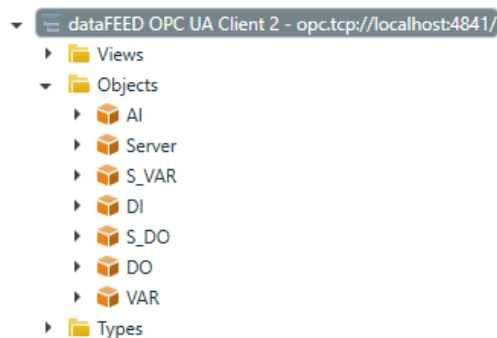 dataFEED OPC UA Client 2 - opc.tcp://localhost:4841/
Views
Objects
AI
Server
S_VAR
DI
S_DO
DO
VAR
Types